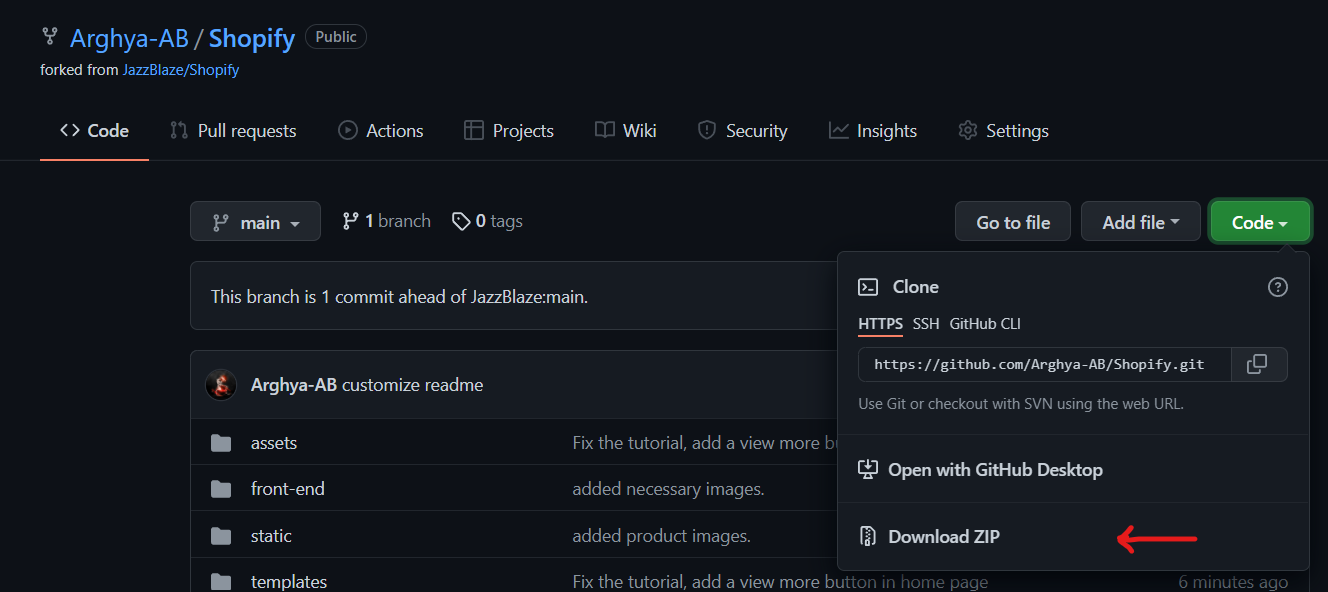 Arghya-AB / Shopify Public
forked from JazzBlaze/Shopify
Code Pull requests Actions Projects Wiki Security Insights Settings
main 1 branch 0 tags Go to file Add file Code
This branch is 1 commit ahead of JazzBlaze:main.
Clone
HTTPS SSH GitHub CLI
https://github.com/Arghya-AB/Shopify.git
Use Git or checkout with SVN using the web URL.
Open with GitHub Desktop
Download ZIP
Arghya-AB customize readme
assets Fix the tutorial, add a view more bu
front-end added necessary images.
static added product images.
templates Fix the tutorial, add a view more button in home page 6 minutes ago